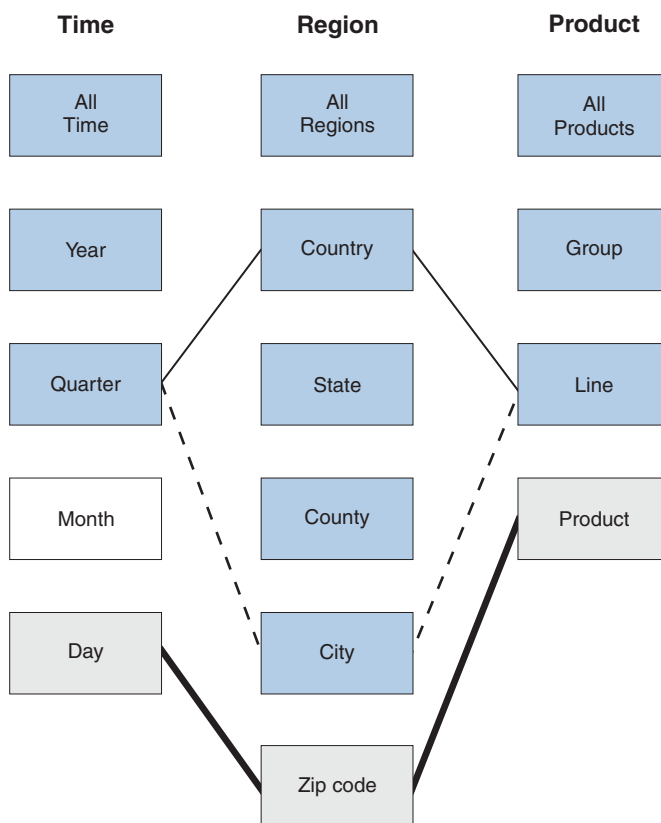 Time Region Product
All
Time
All
Regions
All
Products
Year
Country
Group
Quarter
State
Line
Month
County
Product
Day
City
Zip code